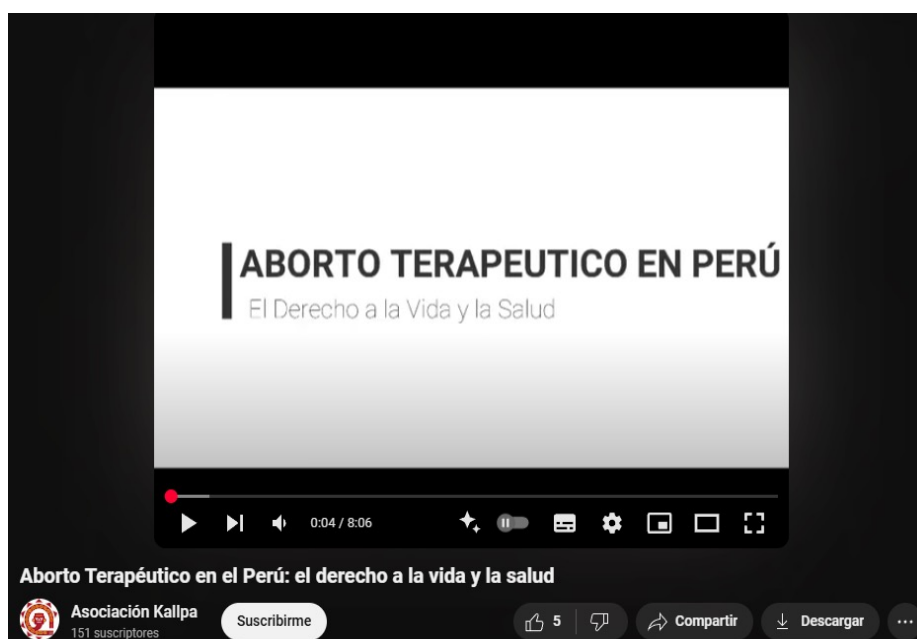 ABORTO TERAPEUTICO EN PERÚ
El Derecho a la Vida y la Salud
0:04 / 8:06
Aborto Terapéutico en el Perú: el derecho a la vida y la salud
Asociación Kallpa
151 suscriptores
Suscribirme
5
Compartir
Descargar